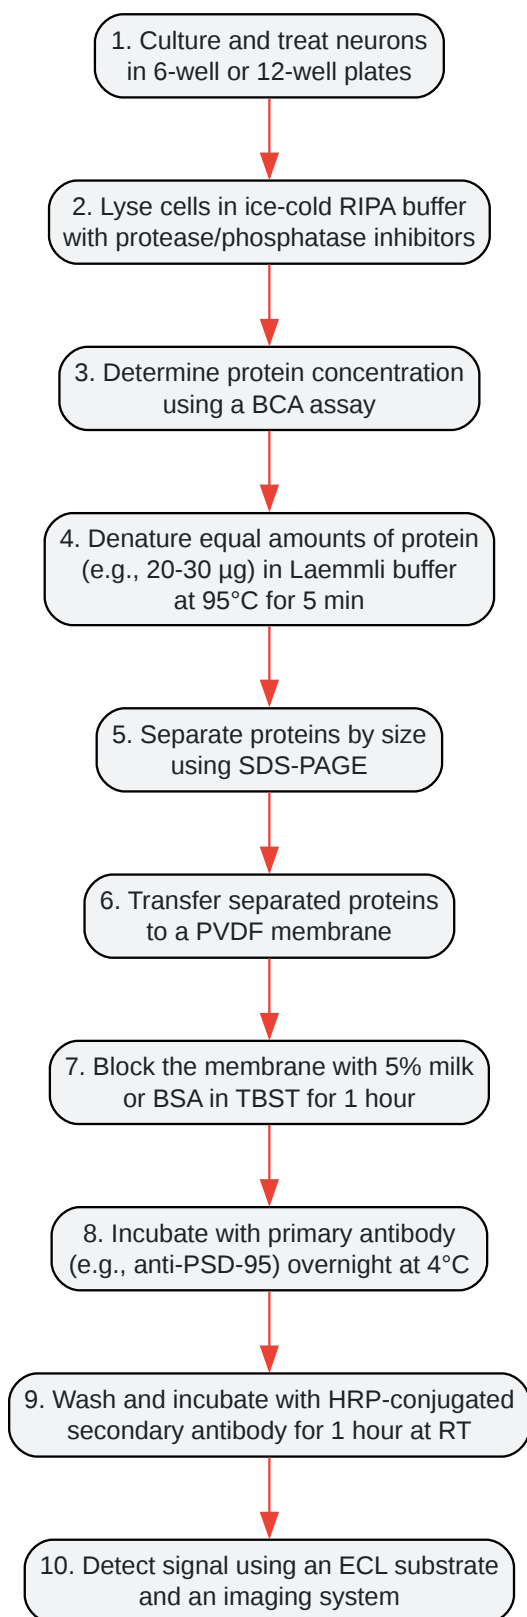 1. Culture and treat neurons
in 6-well or 12-well plates
2. Lyse cells in ice-cold RIPA buffer
with protease/phosphatase inhibitors
3. Determine protein concentration
using a BCA assay
4. Denature equal amounts of protein
(e.g., 20-30 µg) in Laemmli buffer
at 95°C for 5 min
5. Separate proteins by size
using SDS-PAGE
6. Transfer separated proteins
to a PVDF membrane
7. Block the membrane with 5% milk
or BSA in TBST for 1 hour
8. Incubate with primary antibody
(e.g., anti-PSD-95) overnight at 4°C
9. Wash and incubate with HRP-conjugated
secondary antibody for 1 hour at RT
10. Detect signal using an ECL substrate
and an imaging system